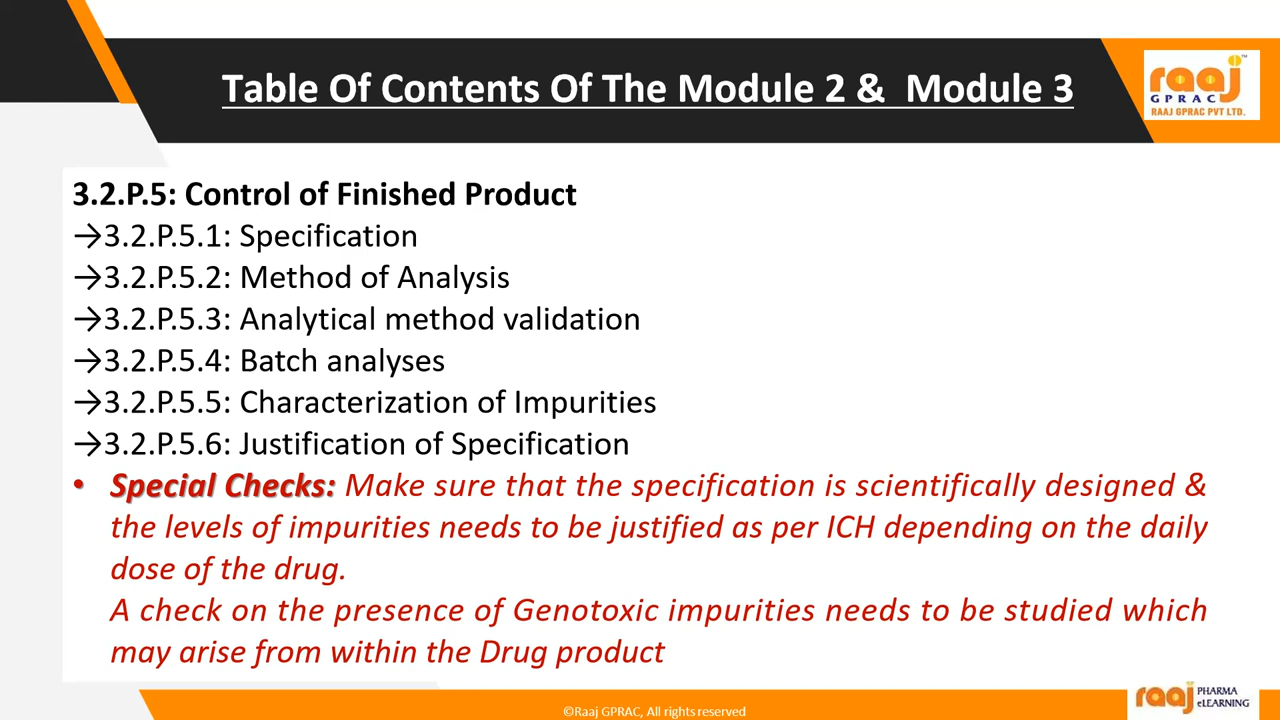 Table Of Contents Of The Module 2 & Module 3
raaj™
GPRAC
RAAJ GPRAC PVT LTD.
3.2.P.5: Control of Finished Product
→3.2.P.5.1: Specification
→3.2.P.5.2: Method of Analysis
→3.2.P.5.3: Analytical method validation
→3.2.P.5.4: Batch analyses
→3.2.P.5.5: Characterization of Impurities
→3.2.P.5.6: Justification of Specification
• Special Checks: Make sure that the specification is scientifically designed &
the levels of impurities needs to be justified as per ICH depending on the daily
dose of the drug.
A check on the presence of Genotoxic impurities needs to be studied which
may arise from within the Drug product
©Raaj GPRAC, All rights reserved
raaj PHARMA
eLEARNING